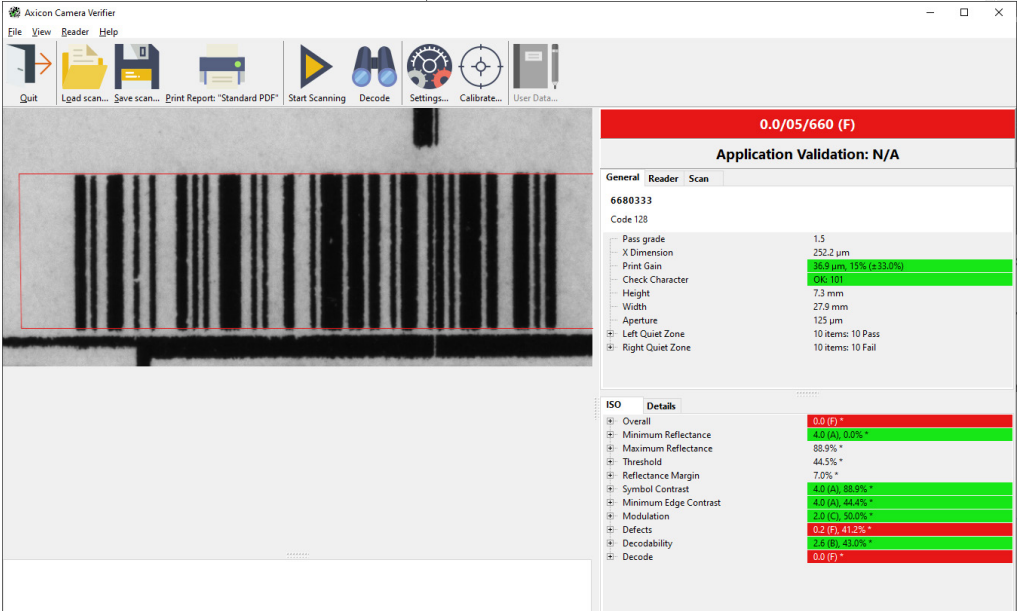 Axicon Camera Verifier
File View Reader Help
Quit Load scan... Save scan... Print Report: "Standard PDF" Start Scanning Decode Settings... Calibrate... User Data...
0.0/05/660 (F)
Application Validation: N/A
General Reader Scan
6680333
Code 128
Pass grade 1.5
X Dimension 252.2 µm
Print Gain 36.9 µm, 15% (±33.0%)
Check Character OK: 101
Height 7.3 mm
Width 27.9 mm
Aperture 125 µm
Left Quiet Zone 10 items: 10 Pass
Right Quiet Zone 10 items: 10 Fail
ISO Details
Overall 0.0 (F) *
Minimum Reflectance 4.0 (A), 0.0% *
Maximum Reflectance 88.9% *
Threshold 44.5% *
Reflectance Margin 7.0% *
Symbol Contrast 4.0 (A), 88.9% *
Minimum Edge Contrast 4.0 (A), 44.4% *
Modulation 2.0 (C), 50.0% *
Defects 0.2 (F), 41.2% *
Decodability 2.6 (B), 43.0% *
Decode 0.0 (F) *